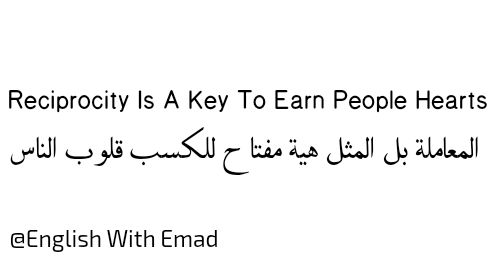 Reciprocity Is A Key To Earn People Hearts
المعاملة بل المثل هية مفتا ح للكسب قلو ب الناس
@English With Emad